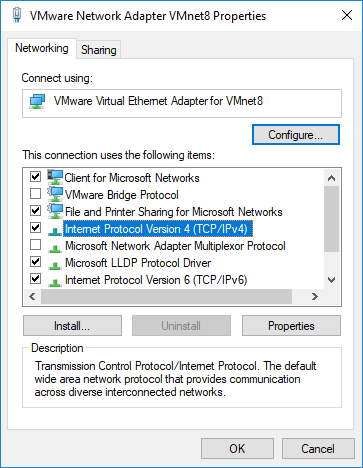 VMware Network Adapter VMnet8 Properties
Networking
Sharing
Connect using:
VMware Virtual Ethernet Adapter for VMnet8
Configure...
This connection uses the following items:
Client for Microsoft Networks
VMware Bridge Protocol
File and Printer Sharing for Microsoft Networks
Internet Protocol Version 4 (TCP/IPv4)
Microsoft Network Adapter Multiplexor Protocol
Microsoft LLDP Protocol Driver
Internet Protocol Version 6 (TCP/IPv6)
Install...
Uninstall
Properties
Description
Transmission Control Protocol/Internet Protocol. The default
wide area network protocol that provides communication
across diverse interconnected networks.
OK
Cancel